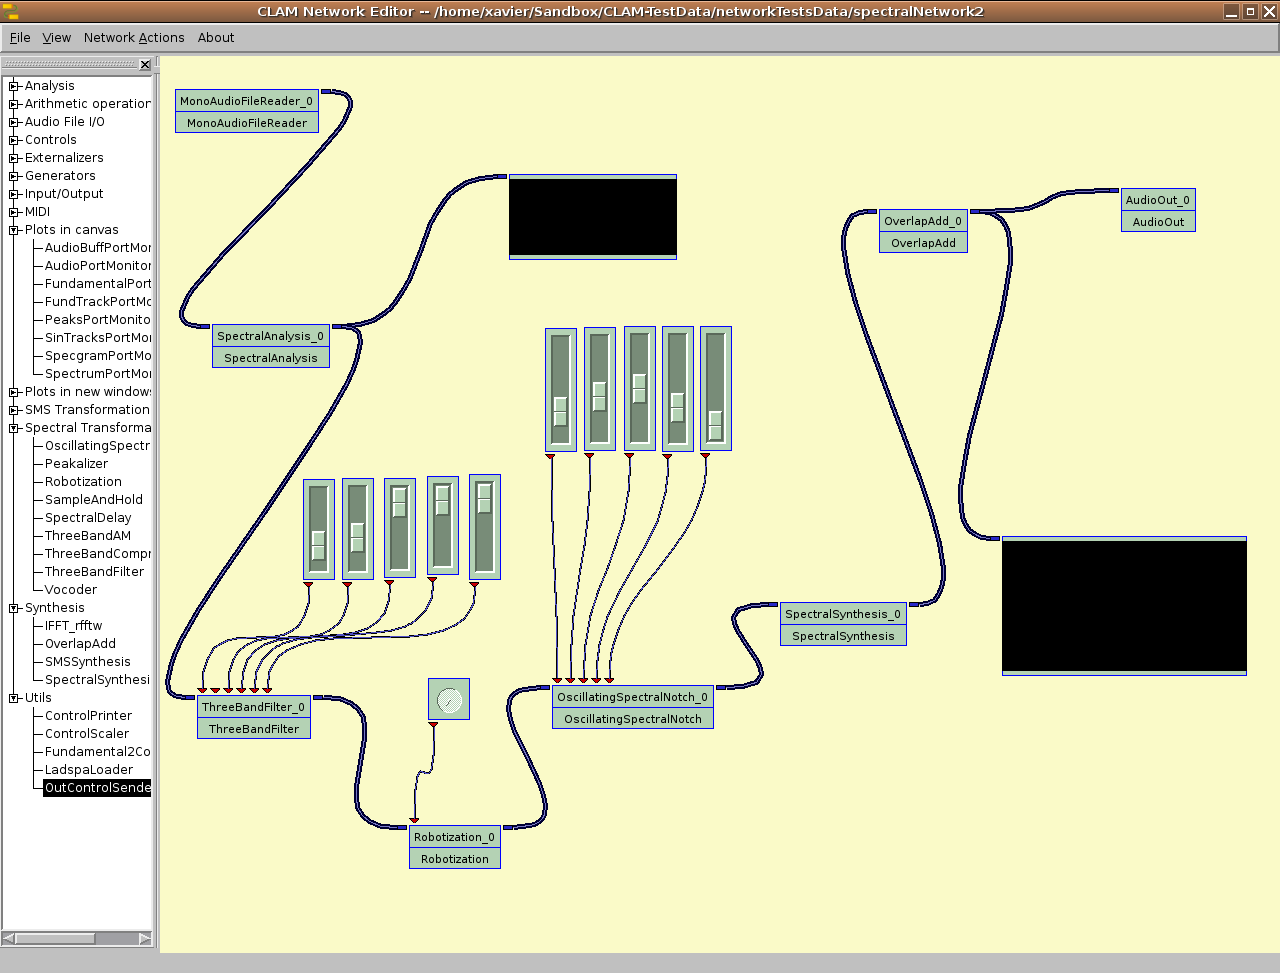 CLAM Network Editor -- /home/xavier/Sandbox/CLAM-TestData/networkTestsData/spectralNetwork2
File View Network Actions About
Analysis
Arithmetic operation
Audio File I/O
Controls
Externalizers
Generators
Input/Output
MIDI
Plots in canvas
AudioBuffPortMor
AudioPortMonitor
FundamentalPort
FundTrackPortMo
PeaksPortMonito
SinTracksPortMor
SpecgramPortMo
SpectrumPortMor
Plots in new windows
SMS Transformation
Spectral Transforma
OscillatingSpectr
Peakalizer
Robotization
SampleAndHold
SpectralDelay
ThreeBandAM
ThreeBandCompr
ThreeBandFilter
Vocoder
Synthesis
IFFT_rfftw
OverlapAdd
SMSSynthesis
SpectralSynthesi
Utils
ControlPrinter
ControlScaler
Fundamental2Co
LadspaLoader
OutControlSende
MonoAudioFileReader_0
MonoAudioFileReader
SpectralAnalysis_0
SpectralAnalysis
ThreeBandFilter_0
ThreeBandFilter
Robotization_0
Robotization
OscillatingSpectralNotch_0
OscillatingSpectralNotch
SpectralSynthesis_0
SpectralSynthesis
OverlapAdd_0
OverlapAdd
AudioOut_0
AudioOut